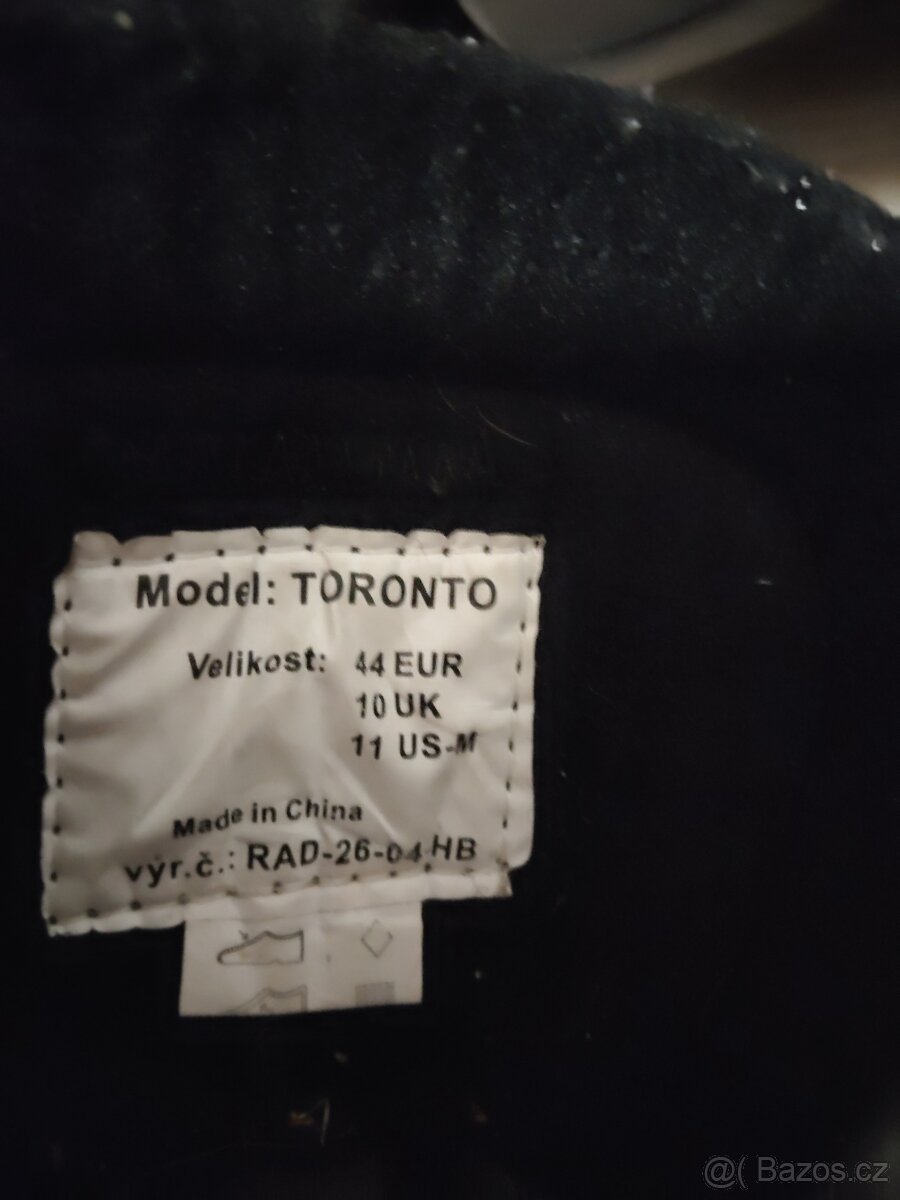 Model: TORONTO
Velikost: 44 EUR
10 UK
11 US-M
Made in China
výr.č.: RAD-26-04 HB
@( Bazos.cz